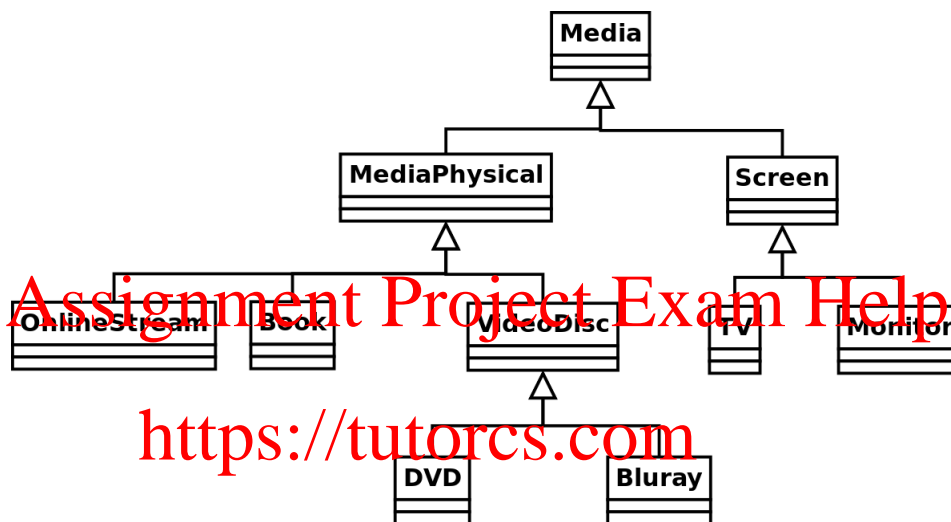 Media
MediaPhysical
Screen
OnlineStream
Book
VideoDisc
TV
Monitor
Assignment Project Exam Help
https://tutorcs.com
DVD
Bluray